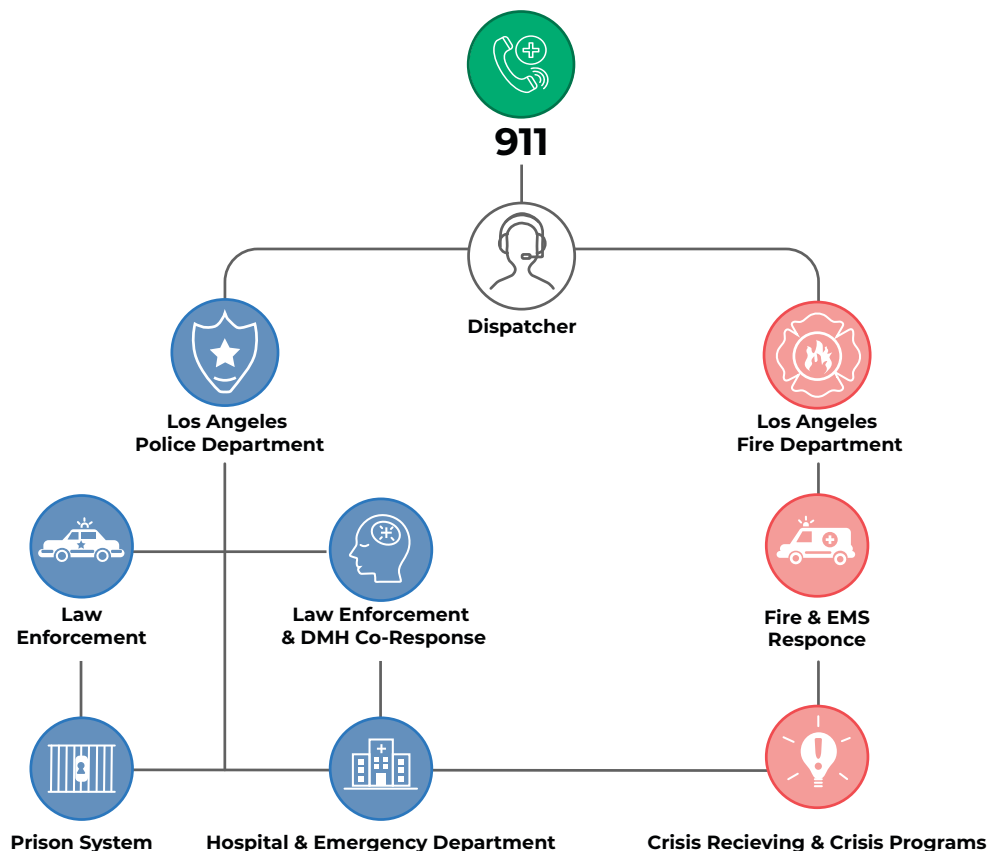 911
Dispatcher
Los Angeles
Police Department
Los Angeles
Fire Department
Law
Enforcement
Law Enforcement
& DMH Co-Response
Fire & EMS
Responce
Prison System
Hospital & Emergency Department
Crisis Recieving & Crisis Programs